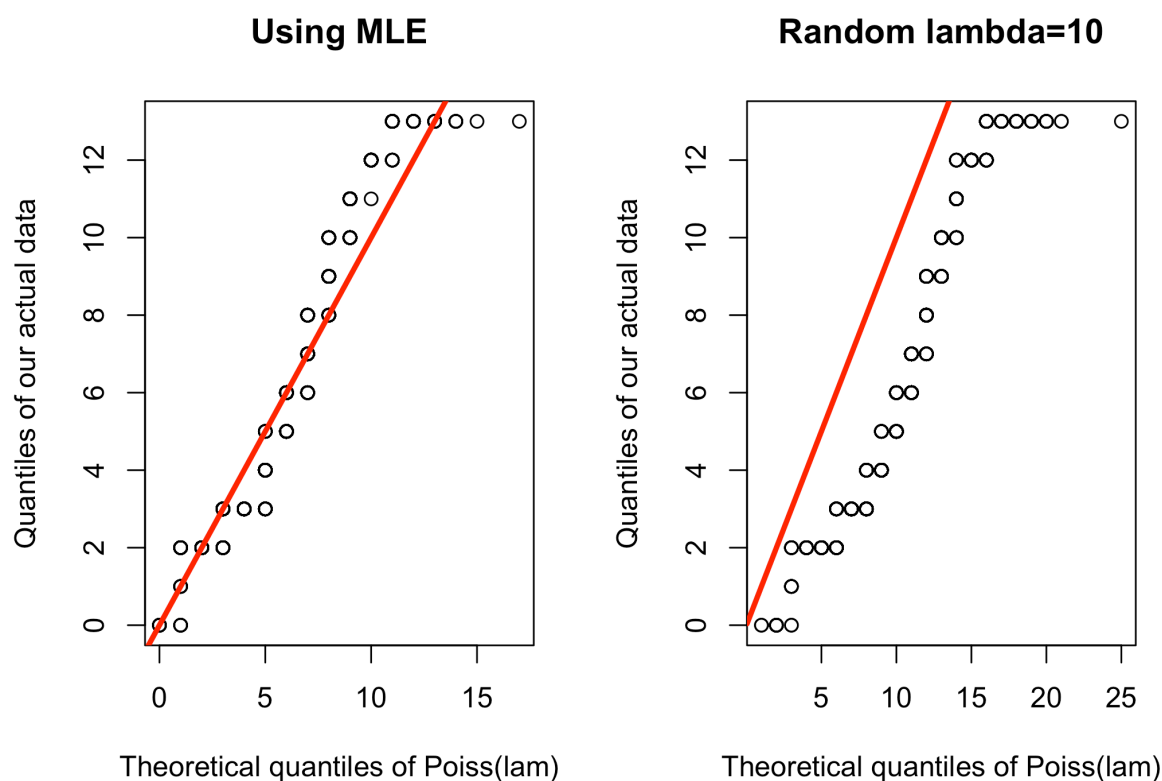 Using MLE
Quantiles of our actual data
0 2 4 6 8 10 12
0 5 10 15
Theoretical quantiles of Poiss(lam)
Random lambda=10
Quantiles of our actual data
0 2 4 6 8 10 12
5 10 15 20 25
Theoretical quantiles of Poiss(lam)